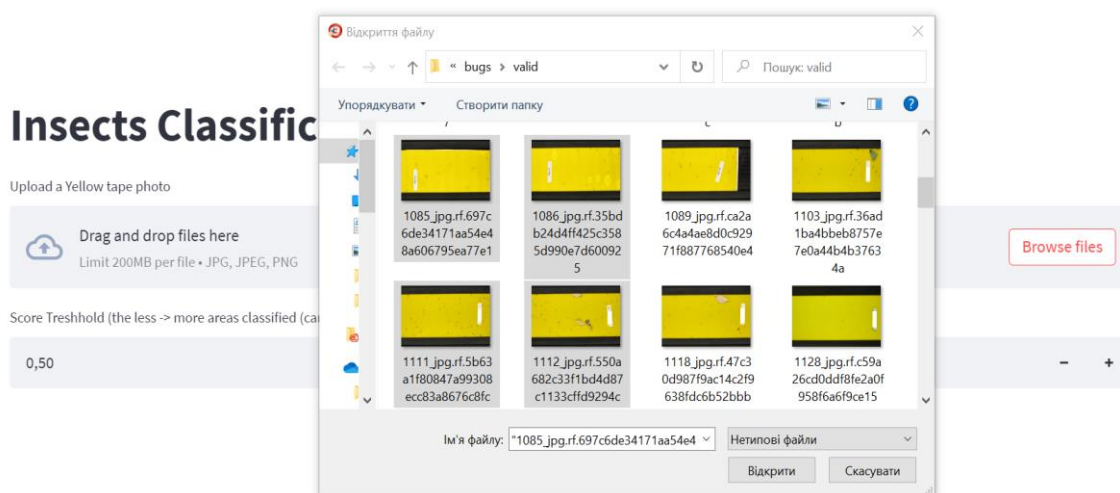 Відкриття файлу
« bugs › valid
Пошук: valid
Упорядкувати
Створити папку
Insects Classific
Upload a Yellow tape photo
Drag and drop files here
Limit 200MB per file • JPG, JPEG, PNG
Browse files
Score Treshhold (the less -> more areas classified (ca
0,50
− +
1085_jpg.rf.697c
6de34171aa54e4
8a606795ea77e1
1086_jpg.rf.35bd
b24d4ff425c358
5d990e7d60092
5
1089_jpg.rf.ca2a
6c4a4ae8d0c929
71f887768540e4
1103_jpg.rf.36ad
1ba4bbeb8757e
7e0a44b4b3763
4a
1111_jpg.rf.5b63
a1f80847a99308
ecc83a8676c8fc
1112_jpg.rf.550a
682c33f1bd4d87
c1133cffd9294c
1118_jpg.rf.47c3
0d987f9ac14c2f9
638fdc6b52bbb
1128_jpg.rf.c59a
26cd0ddf8fe2a0f
958f6a6f9ce15
Ім'я файлу: "1085_jpg.rf.697c6de34171aa54e4
Нетипові файли
Відкрити
Скасувати